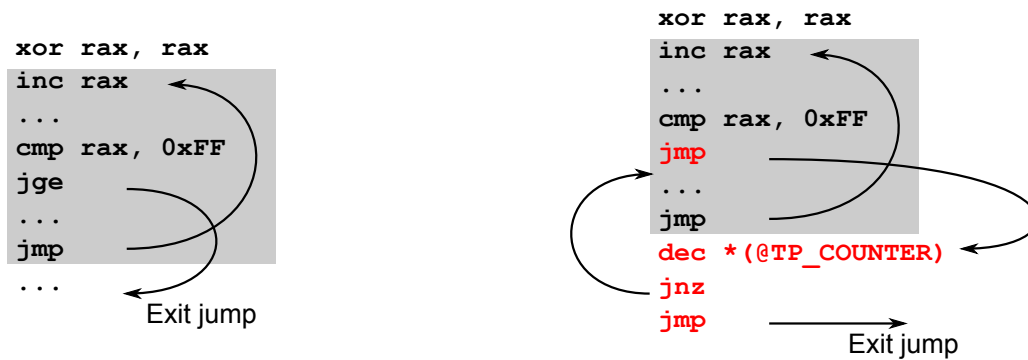 xor rax, rax
inc rax
...
cmp rax, 0xFF
jge
...
jmp
...
Exit jump
xor rax, rax
inc rax
...
cmp rax, 0xFF
jmp
...
jmp
dec *(@TP_COUNTER)
jnz
jmp
Exit jump